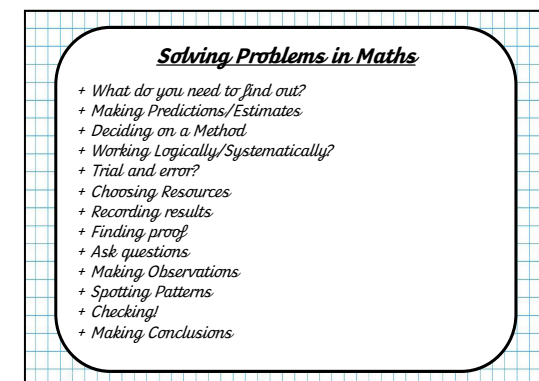 Solving Problems in Maths
+ What do you need to find out?
+ Making Predictions/Estimates
+ Deciding on a Method
+ Working Logically/Systematically?
+ Trial and error?
+ Choosing Resources
+ Recording results
+ Finding proof
+ Ask questions
+ Making Observations
+ Spotting Patterns
+ Checking!
+ Making Conclusions